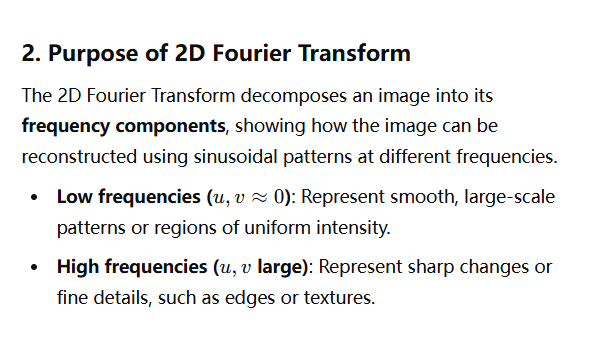 2. Purpose of 2D Fourier Transform
The 2D Fourier Transform decomposes an image into its
frequency components, showing how the image can be
reconstructed using sinusoidal patterns at different frequencies.
• Low frequencies (u, v ≈ 0): Represent smooth, large-scale
patterns or regions of uniform intensity.
• High frequencies (u, v large): Represent sharp changes or
fine details, such as edges or textures.